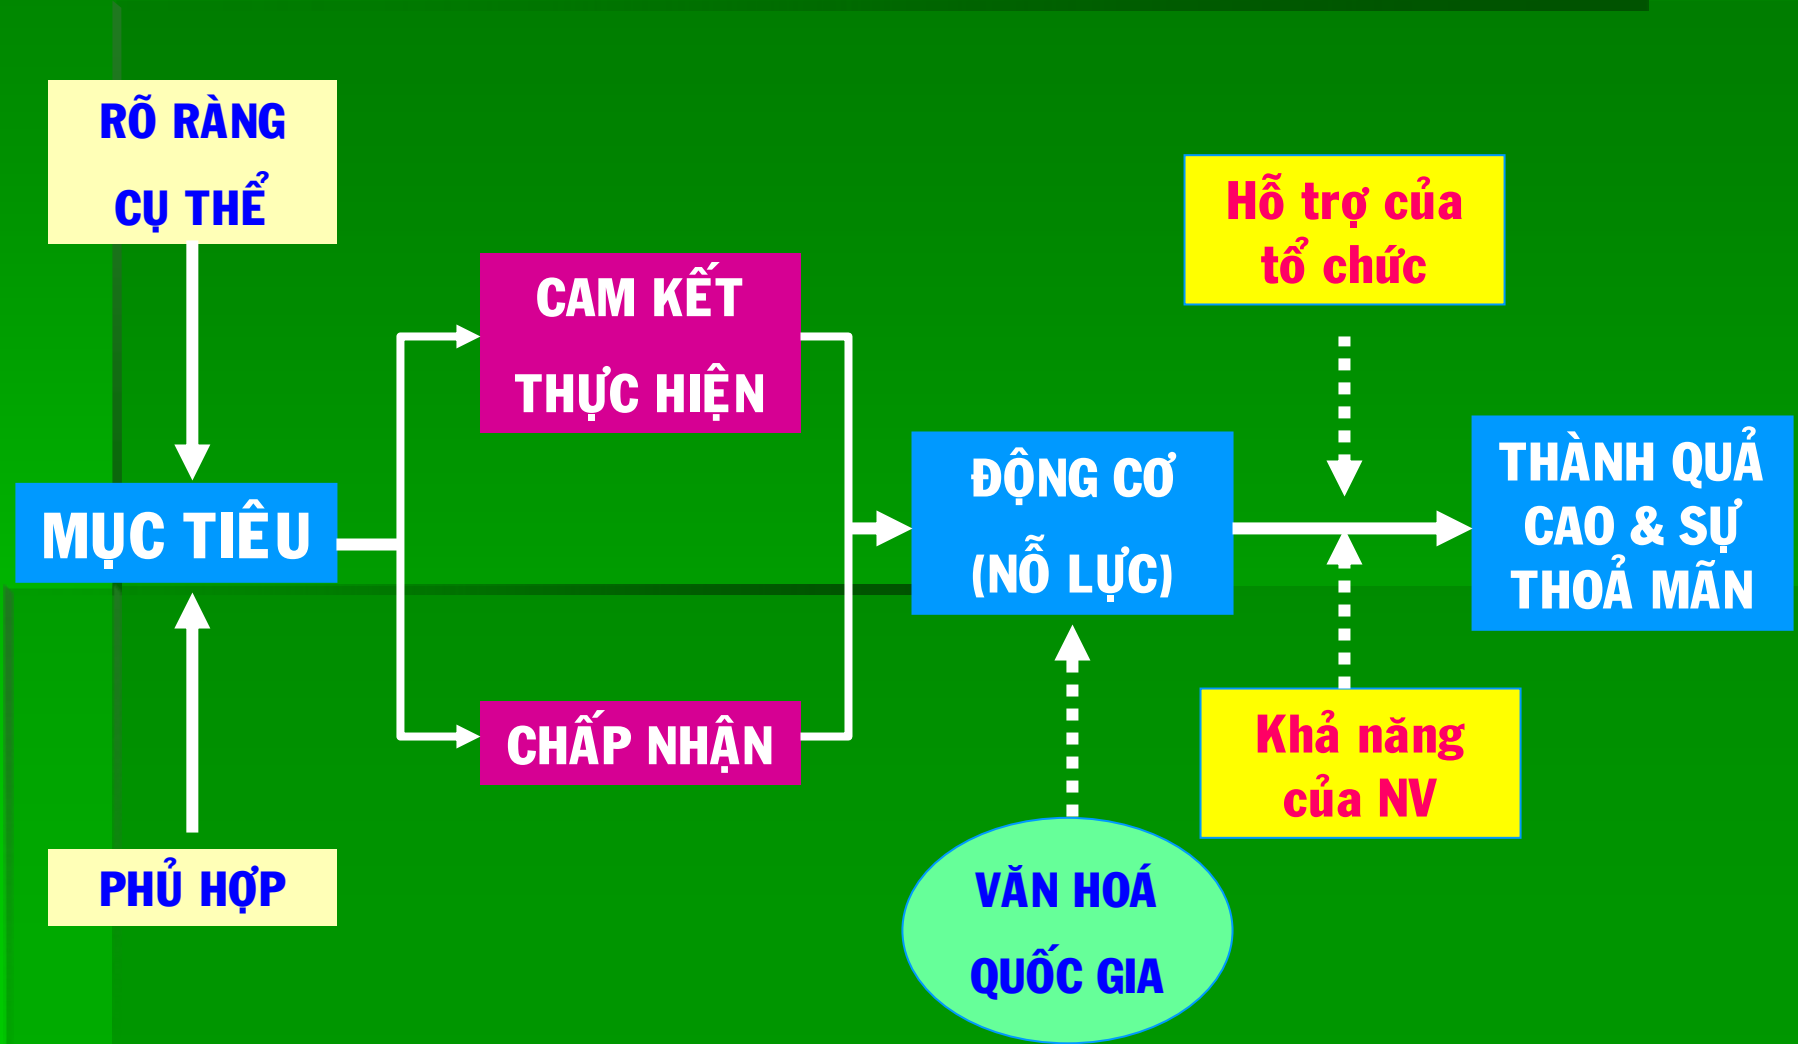 RÕ RÀNG
CỤ THỂ
Hỗ trợ của
tổ chức
CAM KẾT
THỰC HIỆN
MỤC TIÊU
ĐỘNG CƠ
(NỖ LỰC)
THÀNH QUẢ
CAO & SỰ
THOẢ MÃN
CHẤP NHẬN
Khả năng
của NV
PHỦ HỢP
VĂN HOÁ
QUỐC GIA